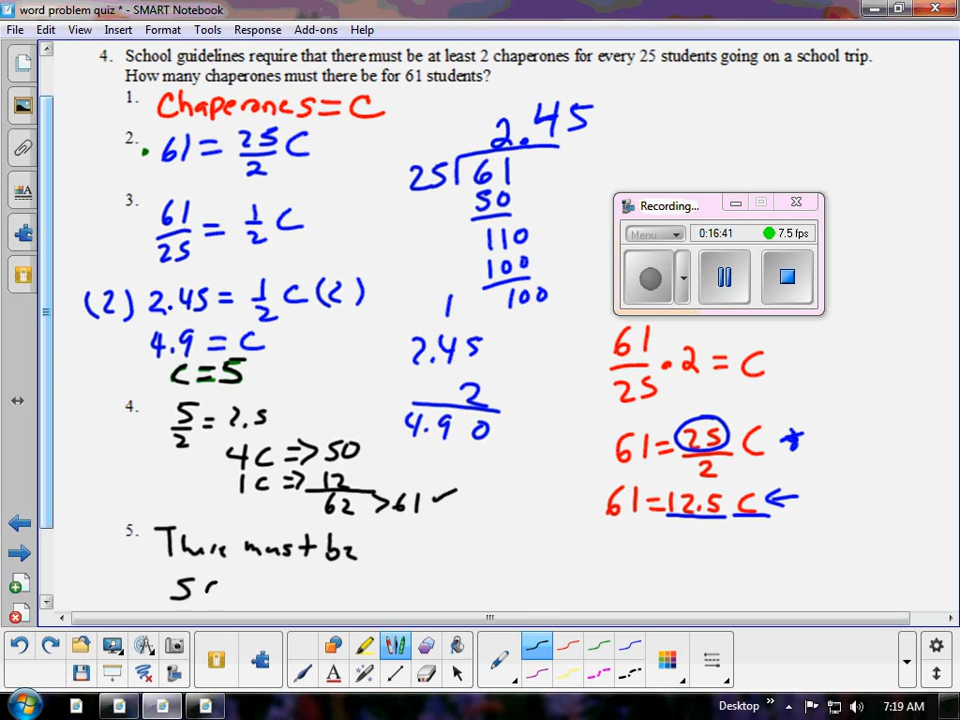 word problem quiz * - SMART Notebook
File Edit View Insert Format Tools Response Add-ons Help
4. School guidelines require that there must be at least 2 chaperones for every 25 students going on a school trip.
How many chaperones must there be for 61 students?
1. Chaperones = C
2. 61 = 25/2 C
3. 61/25 = 1/2 C
(2) 2.45 = 1/2 C (2)
4.9 = C
C = 5
4. 5/2 = 2.5
4C => 50
1C => 12
62 > 61 ✓
5. There must be
5 c
2.45
25 61
50
110
100
100
1
2.45
2
4.90
Recording...
Menu 0:16:41 7.5 fps
61/25 • 2 = C
61 = 25/2 C
61 = 12.5 C ←
Desktop » 7:19 AM